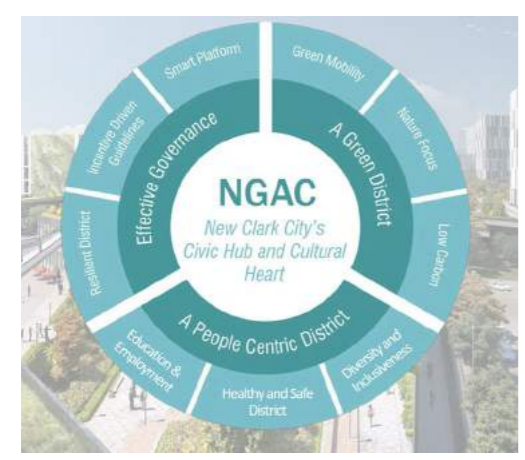 NGAC
New Clark City's
Civic Hub and Cultural
Heart
Effective Governance
A Green District
A People Centric District
Smart Platform
Green Mobility
Nature Focus
Low Carbon
Diversity and
Inclusiveness
Healthy and Safe
District
Education &
Employment
Resilient District
Incentive Driven
Guidelines